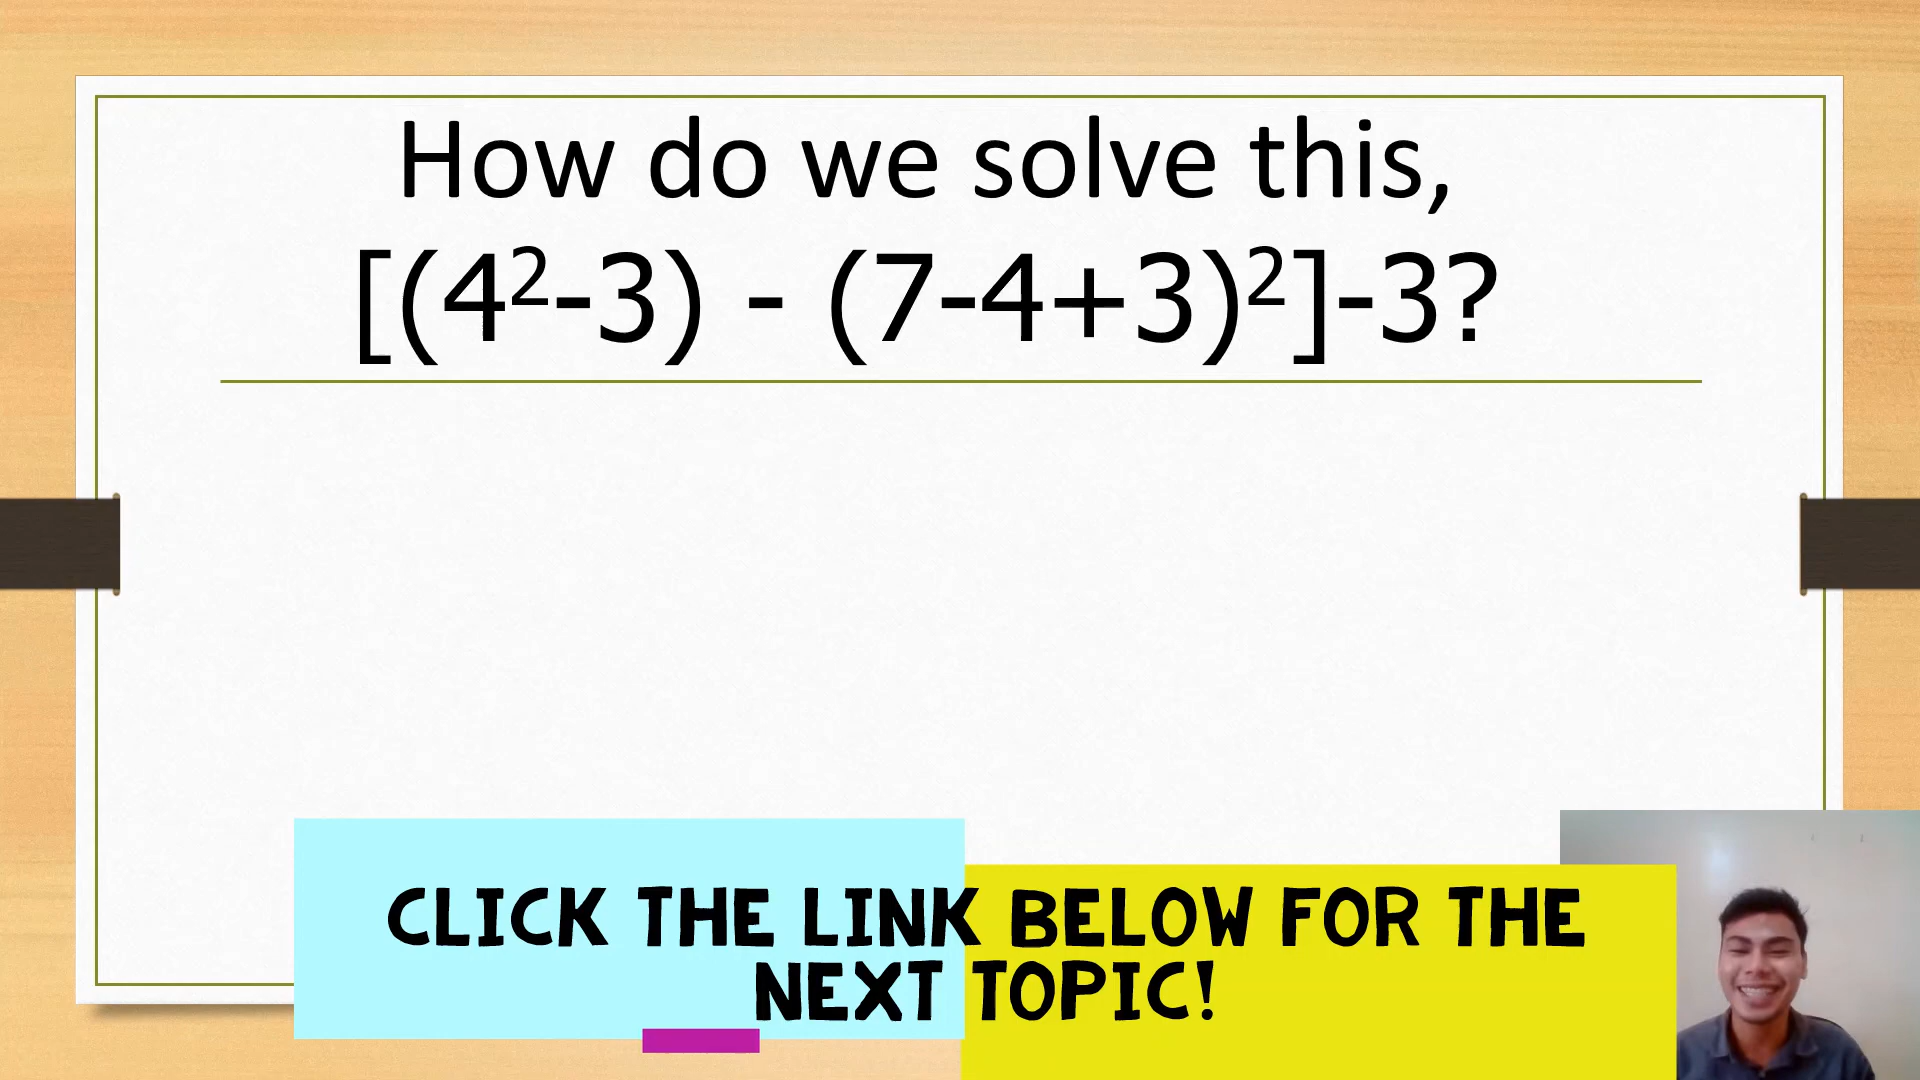 How do we solve this,
[(4²-3) - (7-4+3)²]-3?
CLICK THE LINK BELOW FOR THE
NEXT TOPIC!